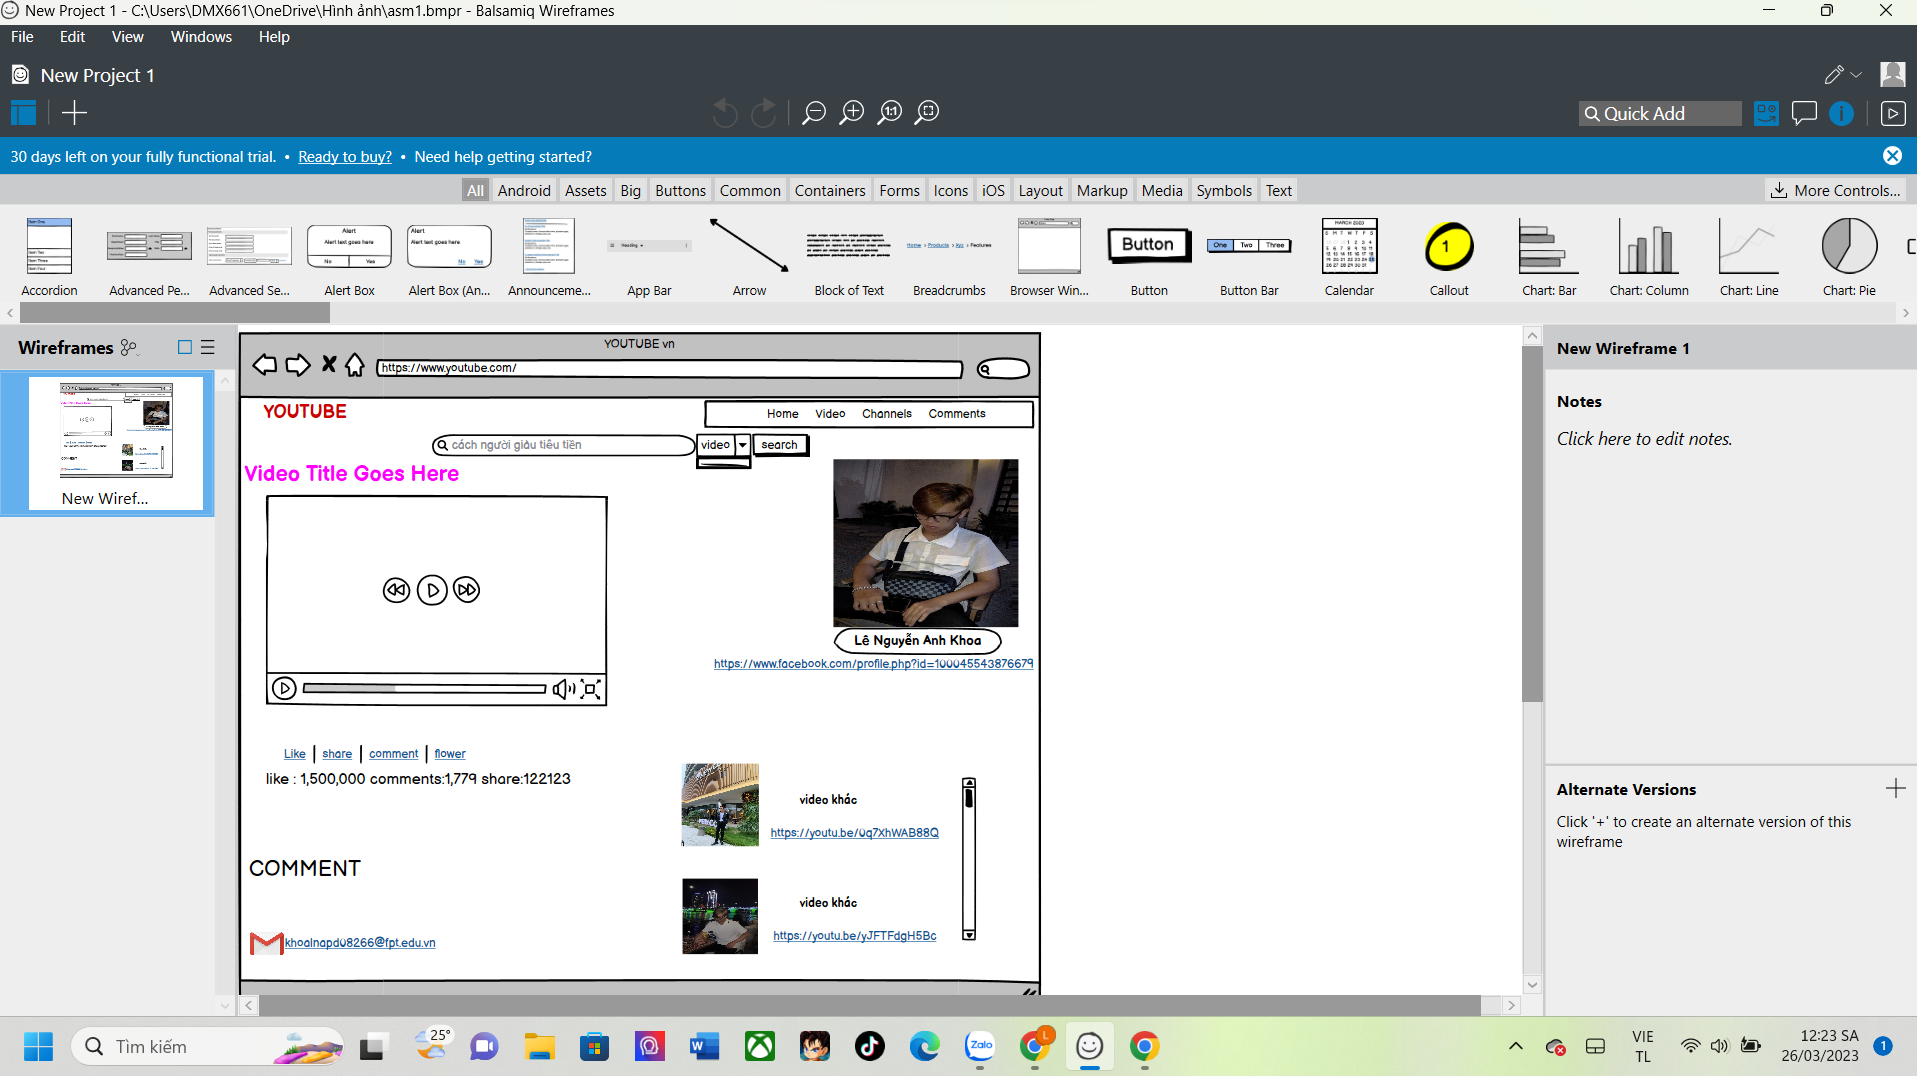 New Project 1 - C:\Users\DMX661\OneDrive\Hình ảnh\asm1.bmpr - Balsamiq Wireframes
File Edit View Windows Help
New Project 1
Quick Add
30 days left on your fully functional trial. • Ready to buy? • Need help getting started?
All Android Assets Big Buttons Common Containers Forms Icons iOS Layout Markup Media Symbols Text More Controls...
Accordion Advanced Pe... Advanced Se... Alert Box Alert Box (An... Announceme... App Bar Arrow Block of Text Breadcrumbs Browser Win... Button Button Bar Calendar Callout Chart: Bar Chart: Column Chart: Line Chart: Pie
Wireframes
New Wiref...
YOUTUBE vn
https://www.youtube.com/
YOUTUBE
Home Video Channels Comments
cách người giàu tiêu tiền
video
search
Video Title Goes Here
Lê Nguyễn Anh Khoa
https://www.facebook.com/profile.php?id=100045543876679
Like share comment flower
like : 1,500,000 comments:1,779 share:122123
video khác
https://youtu.be/0q7XhWAB88Q
COMMENT
video khác
https://youtu.be/yJFTFdgH5Bc
khoalnapd08266@fpt.edu.vn
New Wireframe 1
Notes
Click here to edit notes.
Alternate Versions
Click '+' to create an alternate version of this
wireframe
Tìm kiếm
25°
Zalo
L
VIE
TL
12:23 SA
26/03/2023
1